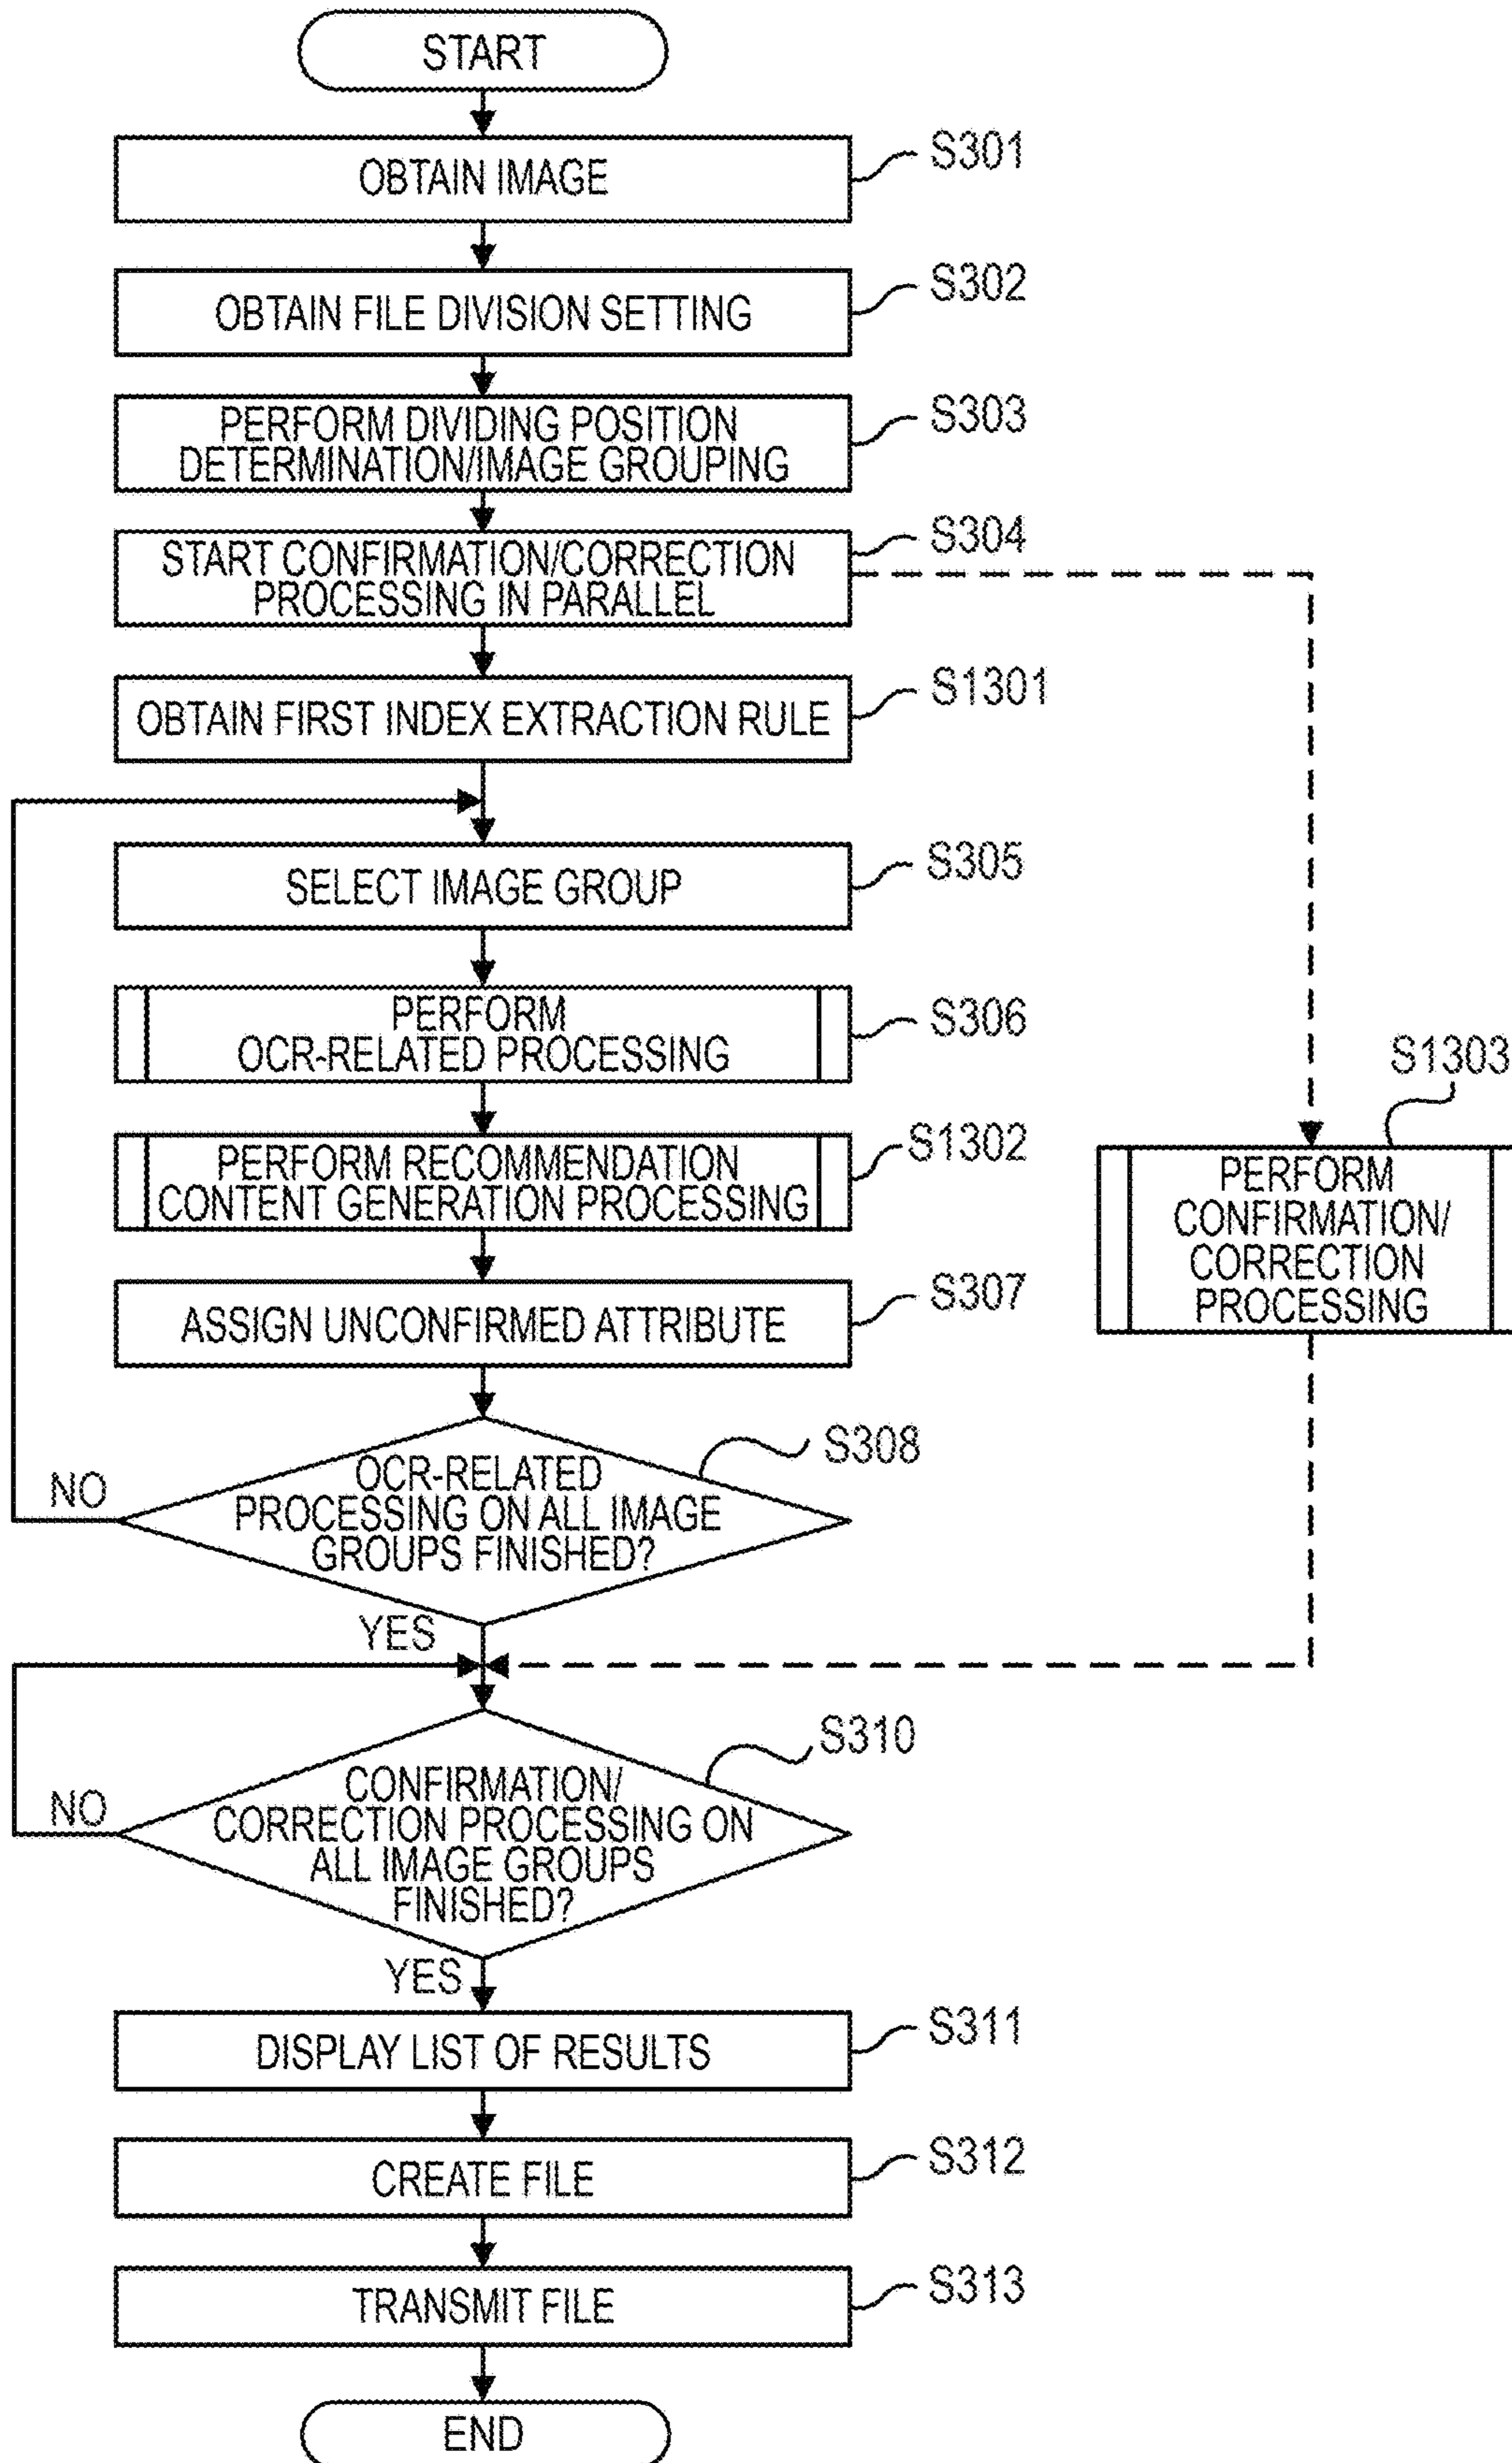 START
OBTAIN IMAGE
S301
OBTAIN FILE DIVISION SETTING
S302
PERFORM DIVIDING POSITION
DETERMINATION/IMAGE GROUPING
S303
START CONFIRMATION/CORRECTION
PROCESSING IN PARALLEL
S304
OBTAIN FIRST INDEX EXTRACTION RULE
S1301
SELECT IMAGE GROUP
S305
PERFORM
OCR-RELATED PROCESSING
S306
PERFORM RECOMMENDATION
CONTENT GENERATION PROCESSING
S1302
S1303
PERFORM
CONFIRMATION/
CORRECTION
PROCESSING
ASSIGN UNCONFIRMED ATTRIBUTE
S307
OCR-RELATED
PROCESSING ON ALL IMAGE
GROUPS FINISHED?
S308
NO
YES
CONFIRMATION/
CORRECTION PROCESSING ON
ALL IMAGE GROUPS
FINISHED?
S310
NO
YES
DISPLAY LIST OF RESULTS
S311
CREATE FILE
S312
TRANSMIT FILE
S313
END